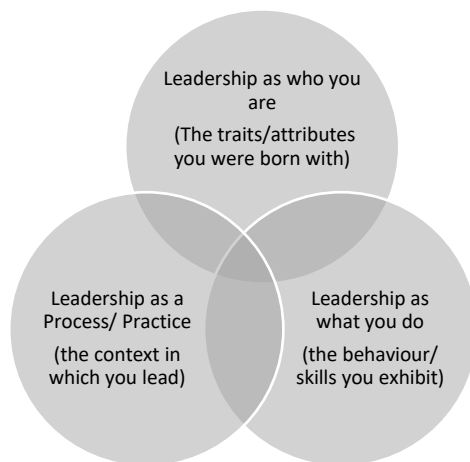 Leadership as who you
are
(The traits/attributes
you were born with)
Leadership as a
Process/ Practice
(the context in
which you lead)
Leadership as
what you do
(the behaviour/
skills you exhibit)